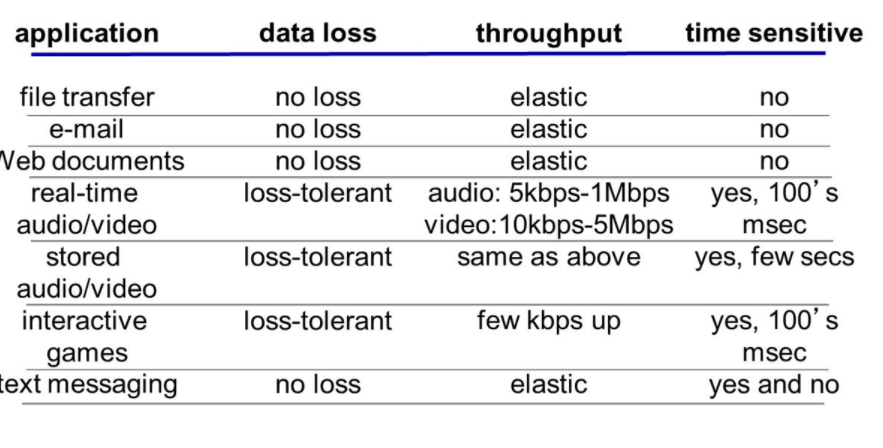 application data loss throughput time sensitive
file transfer no loss elastic no
e-mail no loss elastic no
Web documents no loss elastic no
real-time loss-tolerant audio: 5kbps-1Mbps yes, 100's
audio/video video:10kbps-5Mbps msec
stored loss-tolerant same as above yes, few secs
audio/video
interactive loss-tolerant few kbps up yes, 100's
games msec
text messaging no loss elastic yes and no